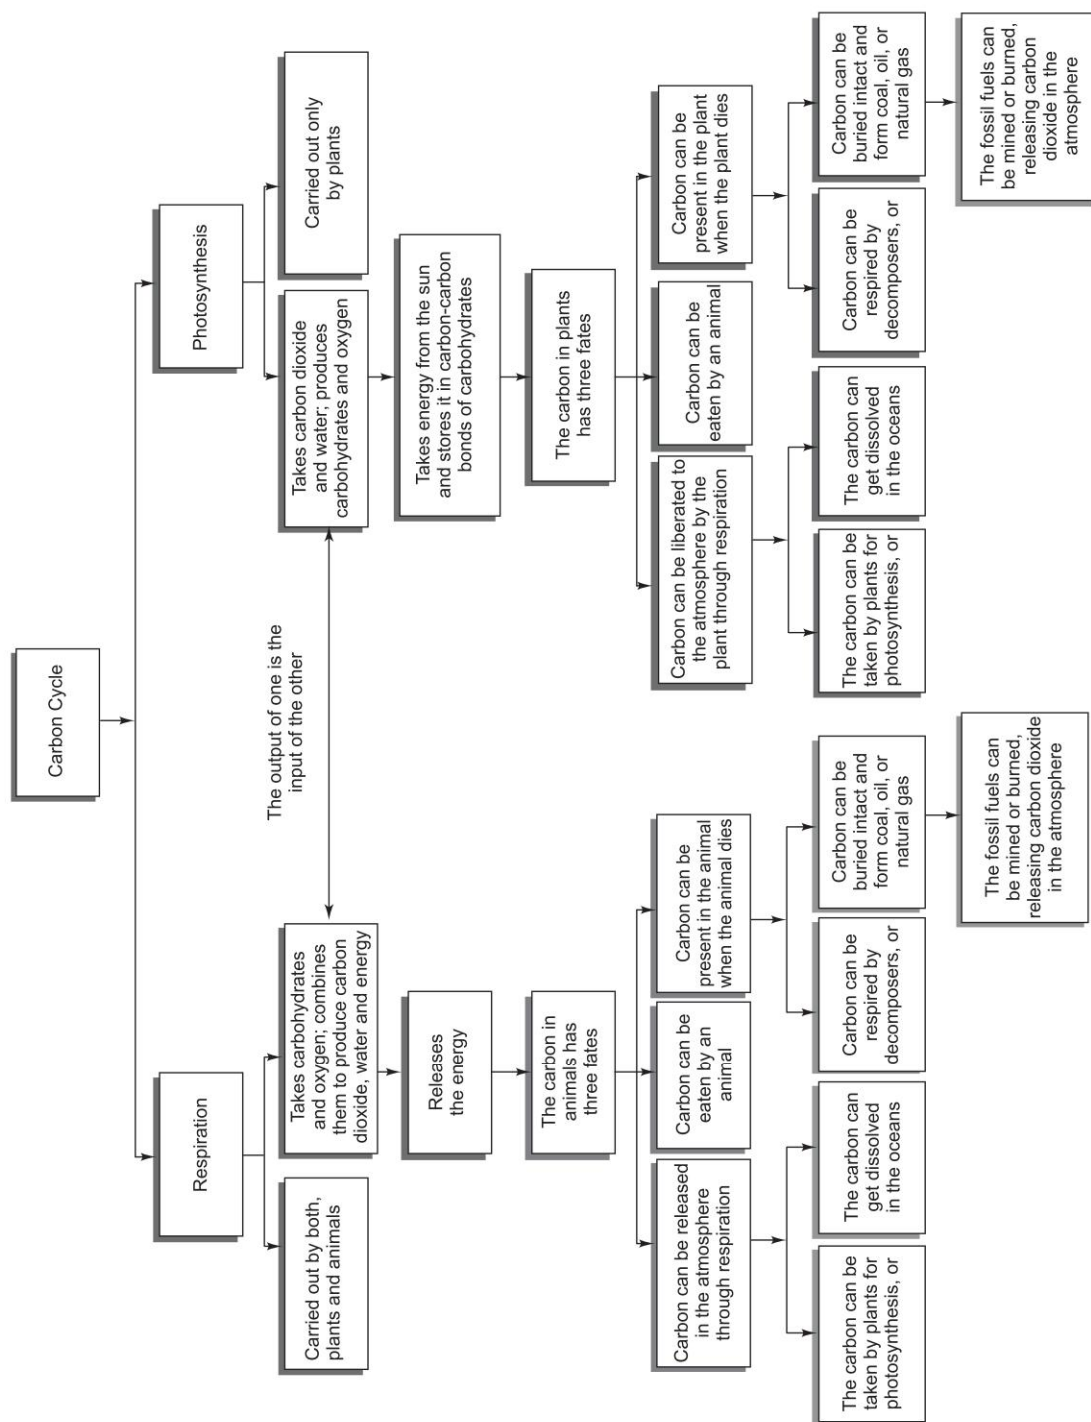 Carbon Cycle
Respiration
Photosynthesis
The output of one is the
input of the other
Carried out by both,
plants and animals
Takes carbohydrates
and oxygen; combines
them to produce carbon
dioxide, water and energy
Takes carbon dioxide
and water; produces
carbohydrates and oxygen
Carried out only
by plants
Releases
the energy
Takes energy from the sun
and stores it in carbon-carbon
bonds of carbohydrates
The carbon in
animals has
three fates
The carbon in plants
has three fates
Carbon can be released
in the atmosphere
through respiration
Carbon can be
eaten by an
animal
Carbon can be
present in the animal
when the animal dies
Carbon can be liberated to
the atmosphere by the
plant through respiration
Carbon can be
eaten by an animal
Carbon can be
present in the plant
when the plant dies
The carbon can be
taken by plants for
photosynthesis, or
The carbon can
get dissolved
in the oceans
Carbon can be
respired by
decomposers, or
Carbon can be
buried intact and
form coal, oil, or
natural gas
The carbon can be
taken by plants for
photosynthesis, or
The carbon can
get dissolved
in the oceans
Carbon can be
respired by
decomposers, or
Carbon can be
buried intact and
form coal, oil, or
natural gas
The fossil fuels can
be mined or burned,
releasing carbon dioxide
in the atmosphere
The fossil fuels can
be mined or burned,
releasing carbon
dioxide in the
atmosphere